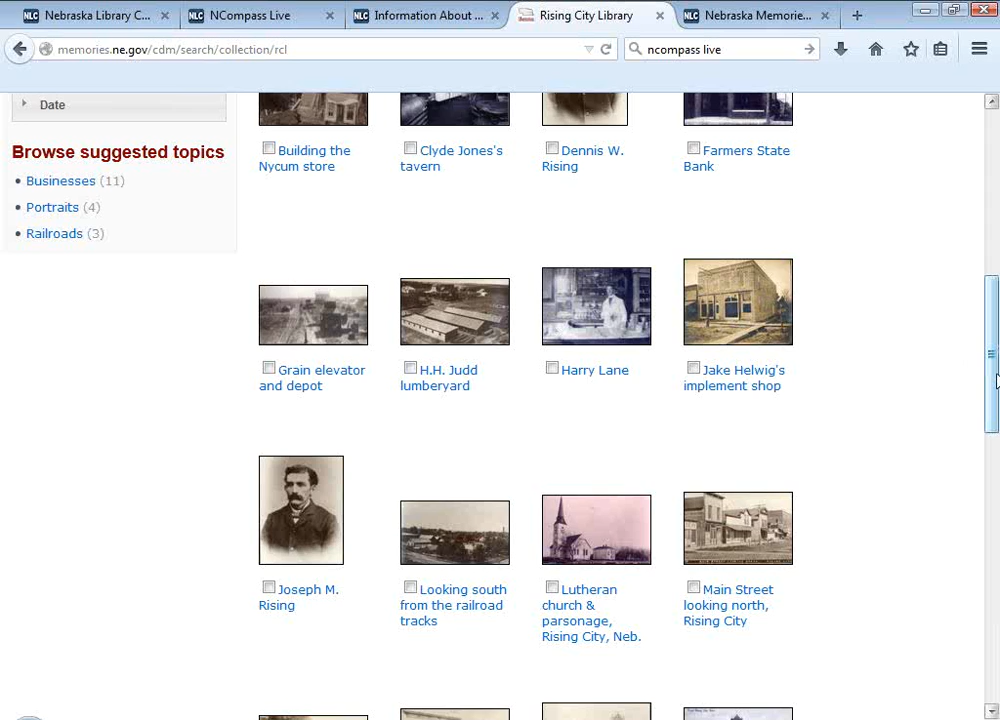 Nebraska Library C...
NCompass Live
Information About ...
Rising City Library
Nebraska Memorie...
memories.ne.gov/cdm/search/collection/rcl
ncompass live
Date
Browse suggested topics
Businesses (11)
Portraits (4)
Railroads (3)
Building the
Nycum store
Clyde Jones's
tavern
Dennis W.
Rising
Farmers State
Bank
Grain elevator
and depot
H.H. Judd
lumberyard
Harry Lane
Jake Helwig's
implement shop
Joseph M.
Rising
Looking south
from the railroad
tracks
Lutheran
church &
parsonage,
Rising City, Neb.
Main Street
looking north,
Rising City